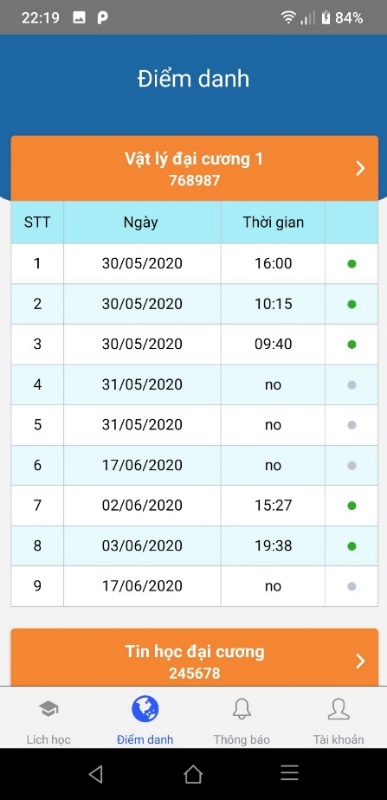 22:19 84%
Điểm danh
Vật lý đại cương 1
768987
STT Ngày Thời gian
1 30/05/2020 16:00
2 30/05/2020 10:15
3 30/05/2020 09:40
4 31/05/2020 no
5 31/05/2020 no
6 17/06/2020 no
7 02/06/2020 15:27
8 03/06/2020 19:38
9 17/06/2020 no
Tin học đại cương
245678
Lich học Điểm danh Thông báo Tài khoản